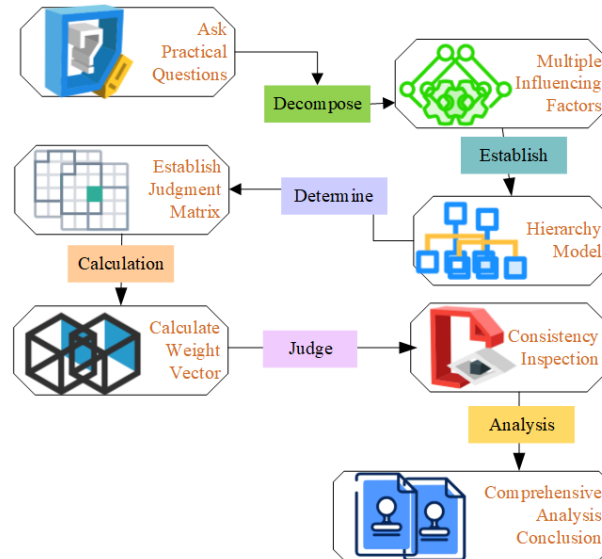 Ask
Practical
Questions
Decompose
Multiple
Influencing
Factors
Establish
Hierarchy
Model
Determine
Establish
Judgment
Matrix
Calculation
Calculate
Weight
Vector
Judge
Consistency
Inspection
Analysis
Comprehensive
Analysis
Conclusion